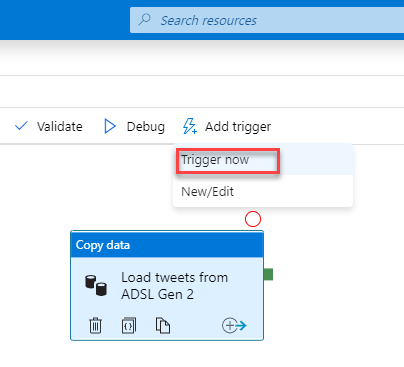 Search resources
Validate
Debug
Add trigger
Trigger now
New/Edit
Copy data
Load tweets from
ADSL Gen 2